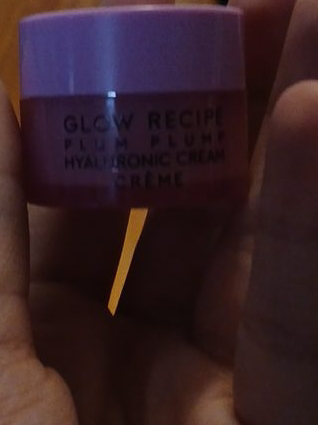 GLOW RECIPE
PLUM PLUMP
HYALURONIC CREAM
CRÈME